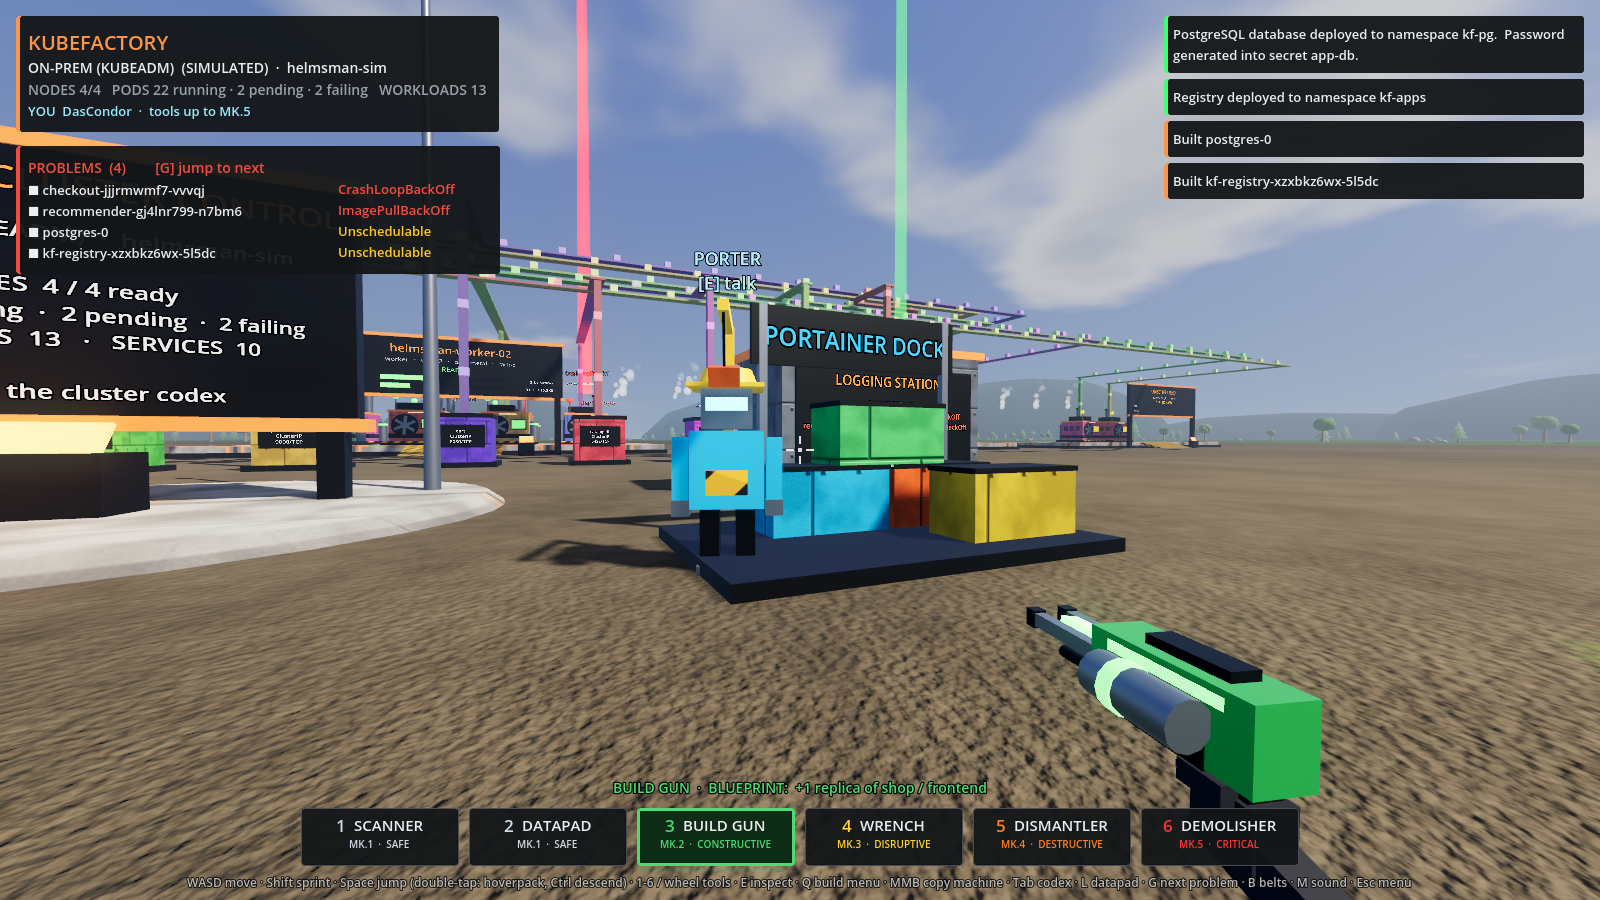 KUBEFACTORY
ON-PREM (KUBEADM)  (SIMULATED)  ·  helmsman-sim
NODES 4/4   PODS 22 running · 2 pending · 2 failing   WORKLOADS 13
YOU  DasCondor  ·  tools up to MK.5
PROBLEMS  (4)        [G] jump to next
checkout-jjjrmwmf7-vvvqj CrashLoopBackOff
recommender-gj4lnr799-n7bm6 ImagePullBackOff
postgres-0 Unschedulable
kf-registry-xzxbkz6wx-5l5dc Unschedulable
PostgreSQL database deployed to namespace kf-pg.  Password
generated into secret app-db.
Registry deployed to namespace kf-apps
Built postgres-0
Built kf-registry-xzxbkz6wx-5l5dc
4 / 4 ready
·  2 pending  ·  2 failing
13   ·   SERVICES  10
the cluster codex
helmsman-worker-02
PORTER
[E] talk
PORTAINER DOCK
LOGGING STATION
BUILD GUN  ·  BLUEPRINT:  +1 replica of shop / frontend
1 SCANNER
MK.1 · SAFE
2 DATAPAD
MK.1 · SAFE
3 BUILD GUN
MK.2 · CONSTRUCTIVE
4 WRENCH
MK.3 · DISRUPTIVE
5 DISMANTLER
MK.4 · DESTRUCTIVE
6 DEMOLISHER
MK.5 · CRITICAL
WASD move · Shift sprint · Space jump (double-tap: hoverpack, Ctrl descend) · 1-6 / wheel tools · E inspect · Q build menu · MMB copy machine · Tab codex · L datapad · G next problem · B belts · M sound · Esc menu